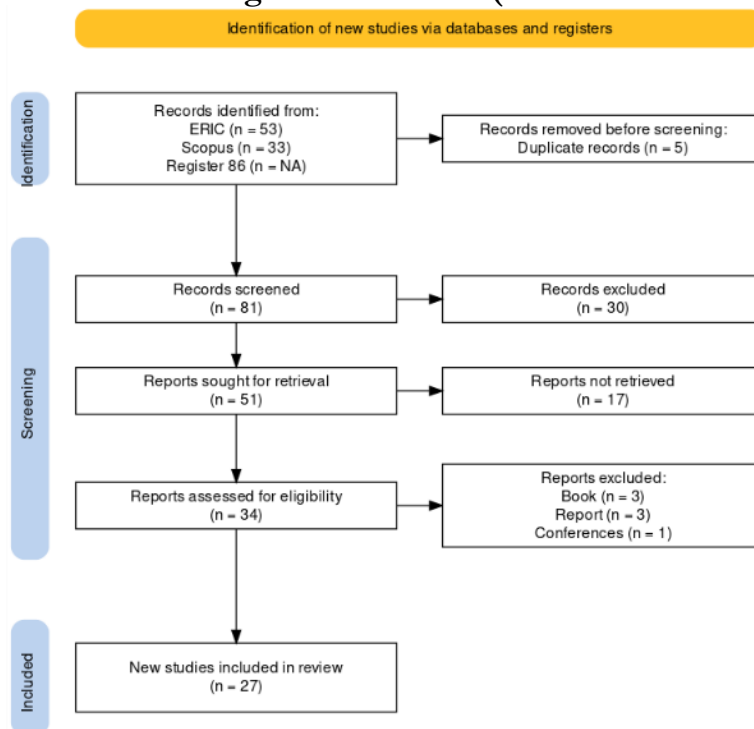 Identification of new studies via databases and registers
Identification
Records identified from:
ERIC (n = 53)
Scopus (n = 33)
Register 86 (n = NA)
Records removed before screening:
Duplicate records (n = 5)
Screening
Records screened
(n = 81)
Records excluded
(n = 30)
Reports sought for retrieval
(n = 51)
Reports not retrieved
(n = 17)
Reports assessed for eligibility
(n = 34)
Reports excluded:
Book (n = 3)
Report (n = 3)
Conferences (n = 1)
Included
New studies included in review
(n = 27)